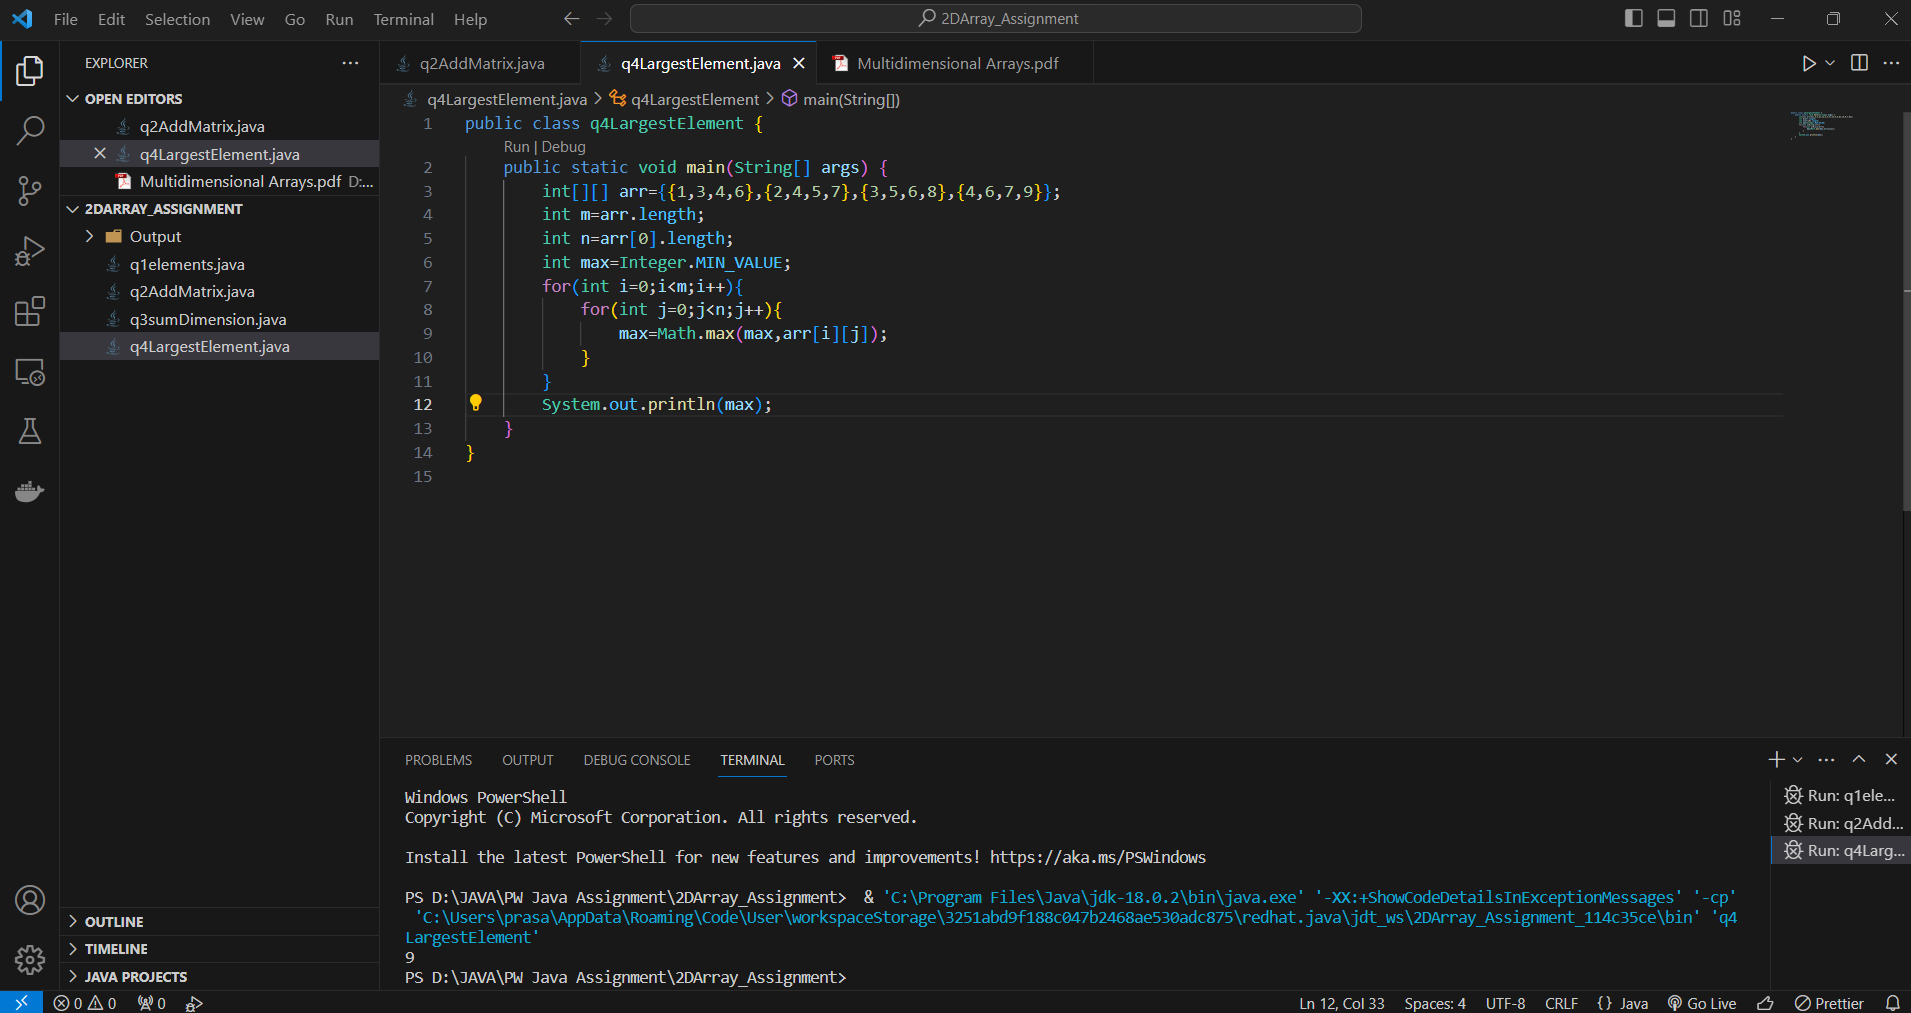 File Edit Selection View Go Run Terminal Help
2DArray_Assignment
EXPLORER
OPEN EDITORS
q2AddMatrix.java
q4LargestElement.java
Multidimensional Arrays.pdf D:...
2DARRAY_ASSIGNMENT
Output
q1elements.java
q2AddMatrix.java
q3sumDimension.java
q4LargestElement.java
OUTLINE
TIMELINE
JAVA PROJECTS
q2AddMatrix.java q4LargestElement.java Multidimensional Arrays.pdf
q4LargestElement.java > q4LargestElement > main(String[])
1 public class q4LargestElement {
Run | Debug
2 public static void main(String[] args) {
3 int[][] arr={{1,3,4,6},{2,4,5,7},{3,5,6,8},{4,6,7,9}};
4 int m=arr.length;
5 int n=arr[0].length;
6 int max=Integer.MIN_VALUE;
7 for(int i=0;i<m;i++){
8 for(int j=0;j<n;j++){
9 max=Math.max(max,arr[i][j]);
10 }
11 }
12 System.out.println(max);
13 }
14 }
15
PROBLEMS OUTPUT DEBUG CONSOLE TERMINAL PORTS
Windows PowerShell
Copyright (C) Microsoft Corporation. All rights reserved.
Install the latest PowerShell for new features and improvements! https://aka.ms/PSWindows
PS D:\JAVA\PW Java Assignment\2DArray_Assignment> & 'C:\Program Files\Java\jdk-18.0.2\bin\java.exe' '-XX:+ShowCodeDetailsInExceptionMessages' '-cp'
'C:\Users\prasa\AppData\Roaming\Code\User\workspaceStorage\3251abd9f188c047b2468ae530adc875\redhat.java\jdt_ws\2DArray_Assignment_114c35ce\bin' 'q4
LargestElement'
9
PS D:\JAVA\PW Java Assignment\2DArray_Assignment>
Run: q1ele...
Run: q2Add...
Run: q4Larg...
0 0 0
Ln 12, Col 33 Spaces: 4 UTF-8 CRLF {} Java Go Live Prettier